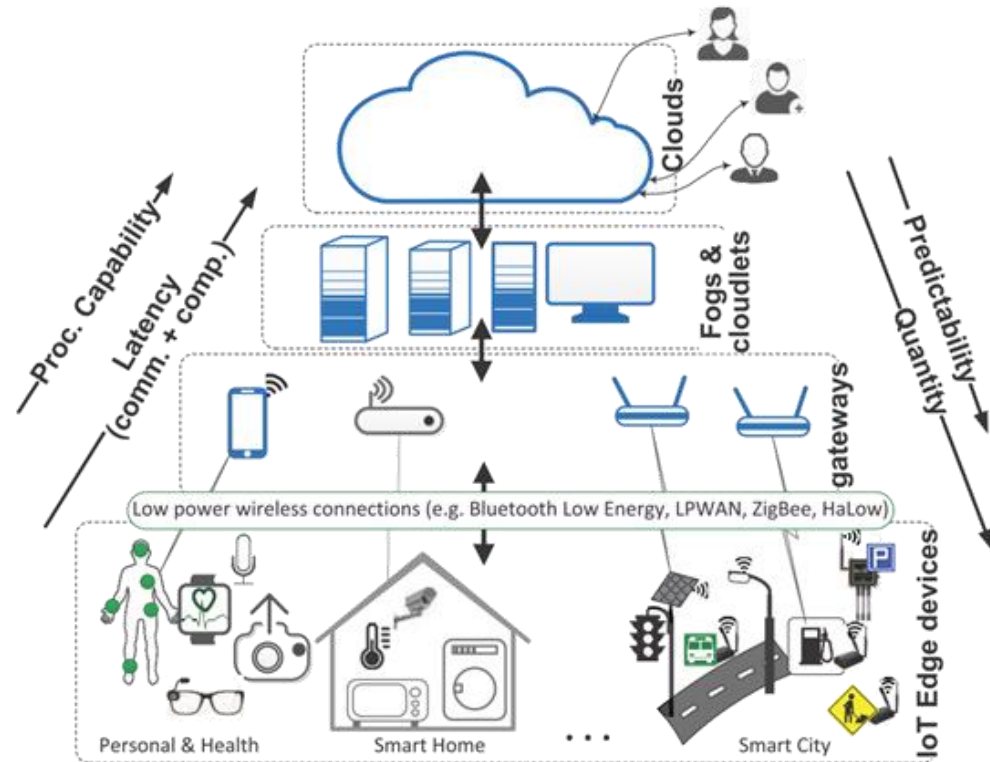 Clouds
Fogs &
cloudlets
gateways
IoT Edge devices
Proc. Capability
Latency
(comm. + comp.)
Predictability
Quantity
Low power wireless connections (e.g. Bluetooth Low Energy, LPWAN, ZigBee, HaLow)
P
Personal & Health
Smart Home
...
Smart City